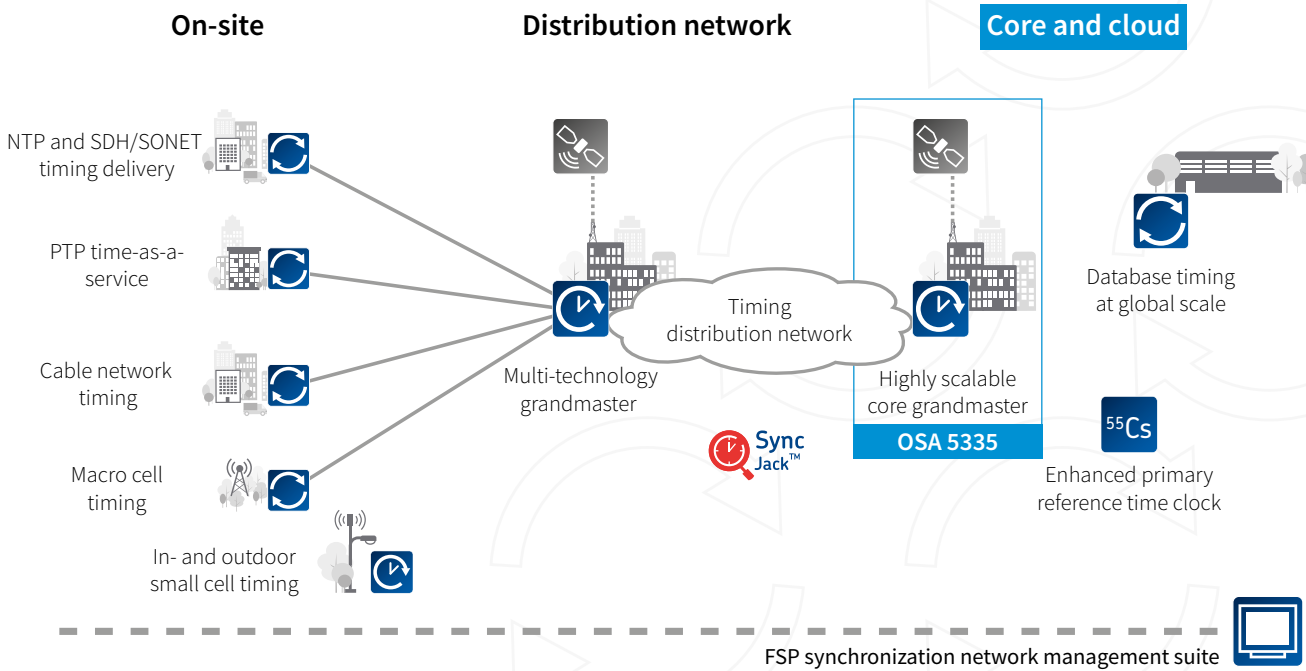 On-site
Distribution network
Core and cloud
NTP and SDH/SONET
timing delivery
PTP time-as-a-
service
Cable network
timing
Macro cell
timing
In- and outdoor
small cell timing
Multi-technology
grandmaster
Timing
distribution network
Sync
Jack™
Highly scalable
core grandmaster
OSA 5335
Database timing
at global scale
⁵⁵Cs
Enhanced primary
reference time clock
FSP synchronization network management suite